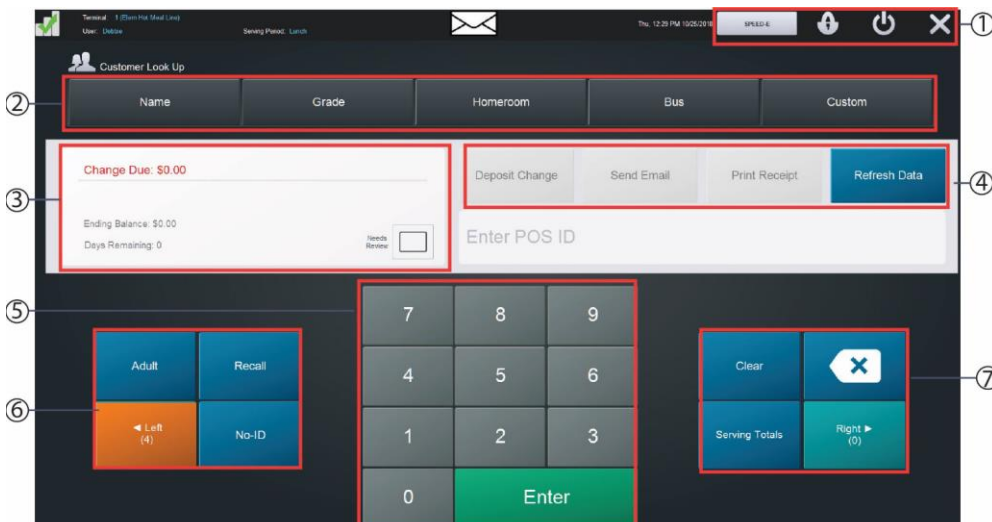 Terminal: 1 (Elem Hot Meal Line)
User: Debbie
Serving Period: Lunch
Thu, 12:29 PM 10/25/2018
SPEED-E
①
Customer Look Up
②
Name
Grade
Homeroom
Bus
Custom
③
Change Due: $0.00
Ending Balance: $0.00
Days Remaining: 0
Needs
Review
Deposit Change
Send Email
Print Receipt
Refresh Data
④
Enter POS ID
⑤
7
8
9
4
5
6
1
2
3
0
Enter
⑥
Adult
Recall
◄ Left
(4)
No-ID
Clear
Serving Totals
Right ►
(0)
⑦